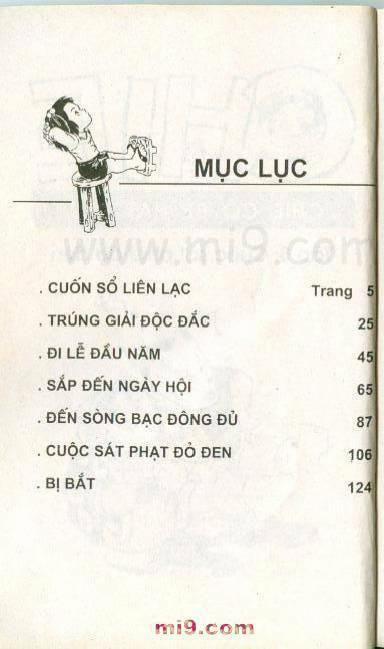 MỤC LỤC
www.mi9.com
. CUỐN SỔ LIÊN LẠC Trang 5
. TRÚNG GIẢI ĐỘC ĐẮC 25
. ĐI LỄ ĐẦU NĂM 45
. SẮP ĐẾN NGÀY HỘI 65
. ĐẾN SÒNG BẠC ĐÔNG ĐỦ 87
. CUỘC SÁT PHẠT ĐỎ ĐEN 106
. BỊ BẮT 124
mi9.com